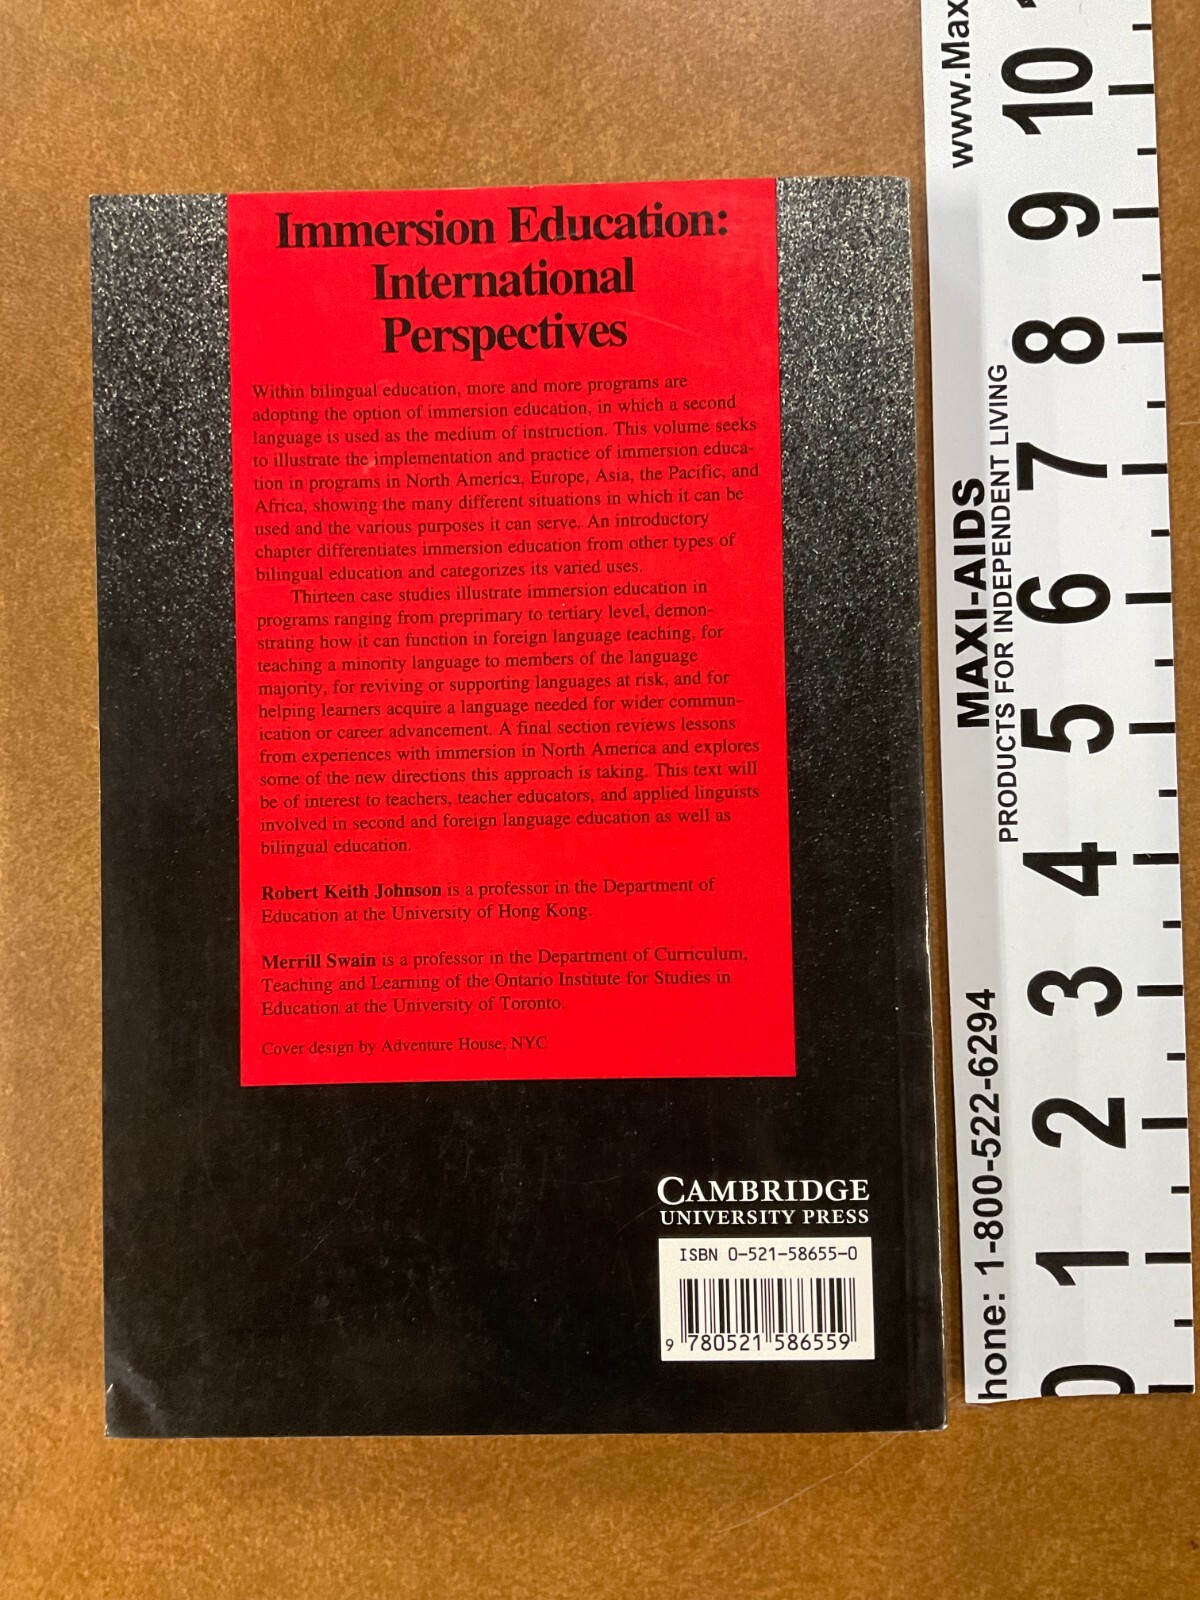 Immersion Education:
International
Perspectives
Within bilingual education, more and more programs are
adopting the option of immersion education, in which a second
language is used as the medium of instruction. This volume seeks
to illustrate the implementation and practice of immersion educa-
tion in programs in North America, Europe, Asia, the Pacific, and
Africa, showing the many different situations in which it can be
used and the various purposes it can serve. An introductory
chapter differentiates immersion education from other types of
bilingual education and categorizes its varied uses.
Thirteen case studies illustrate immersion education in
programs ranging from preprimary to tertiary level, demon-
strating how it can function in foreign language teaching, for
teaching a minority language to members of the language
majority, for reviving or supporting languages at risk, and for
helping learners acquire a language needed for wider commun-
ication or career advancement. A final section reviews lessons
from experiences with immersion in North America and explores
some of the new directions this approach is taking. This text will
be of interest to teachers, teacher educators, and applied linguists
involved in second and foreign language education as well as
bilingual education.
Robert Keith Johnson is a professor in the Department of
Education at the University of Hong Kong.
Merrill Swain is a professor in the Department of Curriculum,
Teaching and Learning of the Ontario Institute for Studies in
Education at the University of Toronto.
Cover design by Adventure House, NYC
CAMBRIDGE
UNIVERSITY PRESS
ISBN 0-521-58655-0
9 780521 586559
hone: 1-800-522-6294
MAXI-AIDS
PRODUCTS FOR INDEPENDENT LIVING
www.Max
0 1 2 3 4 5 6 7 8 9 10